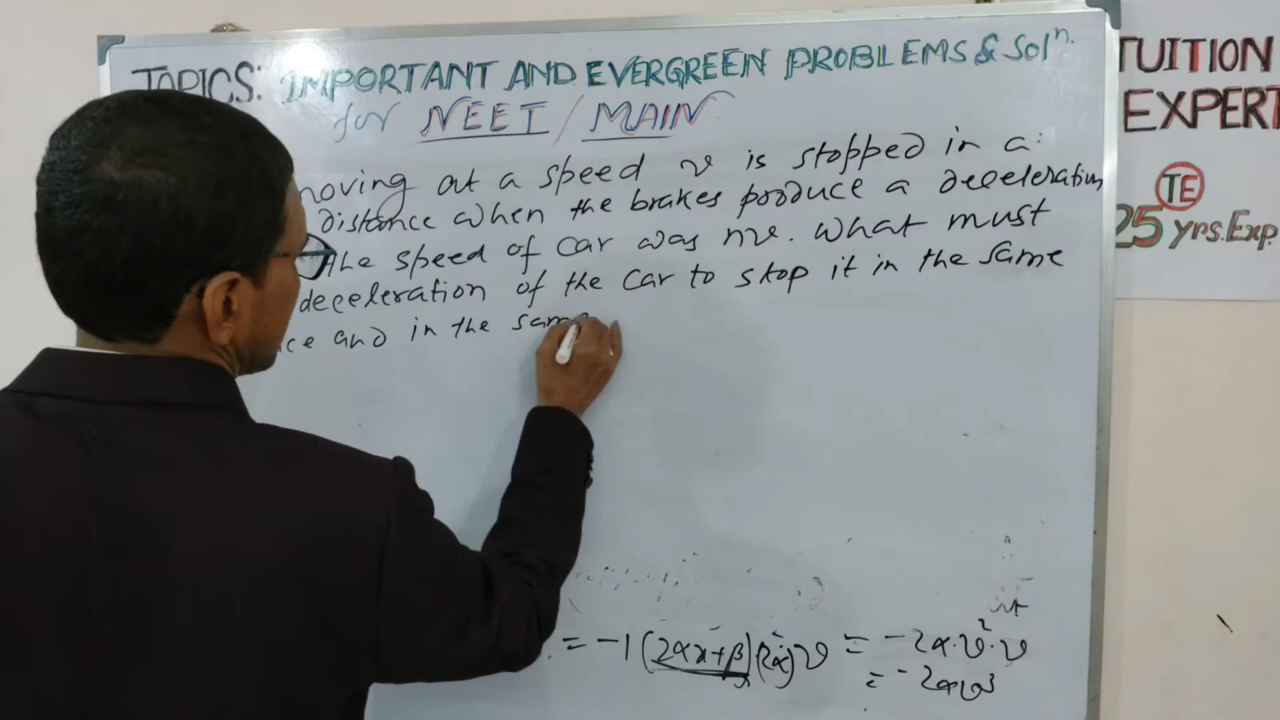 TOPICS: IMPORTANT AND EVERGREEN PROBLEMS & Solⁿ.
for NEET / MAIN
moving at a speed v is stopped in a
distance when the brakes produce a deceleration
the speed of car was nv. What must
deceleration of the car to stop it in the same
ce and in the same
= -1 (2αx+β) (2α) v = -2α·v²·v
= -2αv³
TUITION
EXPERT
TE
25 yrs. Exp.